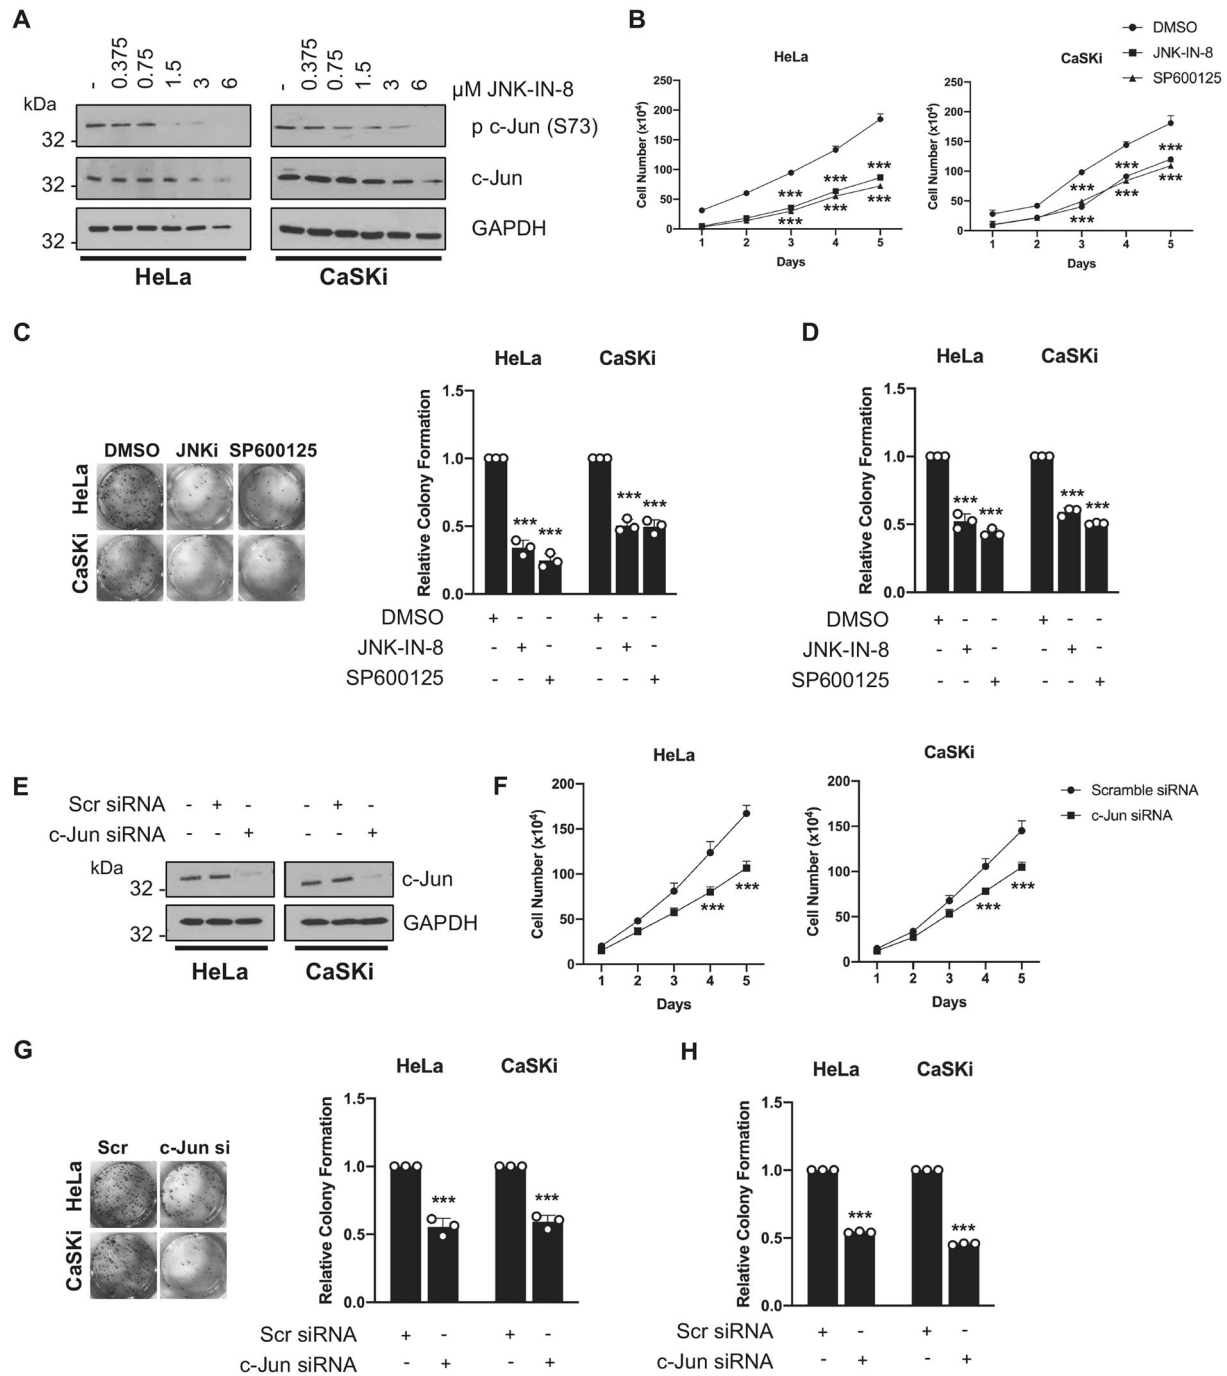 A
- 0.375 0.75 1.5 3 6 - 0.375 0.75 1.5 3 6 µM JNK-IN-8
kDa
32 - p c-Jun (S73)
32 - c-Jun
32 - GAPDH
HeLa CaSKi
B
DMSO
JNK-IN-8
SP600125
HeLa CaSKi
Cell Number (x10⁴)
250
200
150
100
50
0
*** *** ***
*** *** ***
1 2 3 4 5
Days
Cell Number (x10⁴)
250
200
150
100
50
0
*** *** ***
*** *** ***
1 2 3 4 5
Days
C
DMSO JNKi SP600125
HeLa
CaSKi
HeLa CaSKi
Relative Colony Formation
1.5
1.0
0.5
0.0
*** *** *** ***
DMSO + - - + - -
JNK-IN-8 - + - - + -
SP600125 - - + - - +
D
HeLa CaSKi
Relative Colony Formation
1.5
1.0
0.5
0.0
*** *** *** ***
DMSO + - - + - -
JNK-IN-8 - + - - + -
SP600125 - - + - - +
E
Scr siRNA - + - - + -
c-Jun siRNA - - + - - +
kDa
32 - c-Jun
32 - GAPDH
HeLa CaSKi
F
HeLa CaSKi
Scramble siRNA
c-Jun siRNA
Cell Number (x10⁴)
200
150
100
50
0
*** ***
1 2 3 4 5
Days
Cell Number (x10⁴)
200
150
100
50
0
*** ***
1 2 3 4 5
Days
G
Scr c-Jun si
HeLa
CaSKi
HeLa CaSKi
Relative Colony Formation
1.5
1.0
0.5
0.0
*** ***
Scr siRNA + - + -
c-Jun siRNA - + - +
H
HeLa CaSKi
Relative Colony Formation
1.5
1.0
0.5
0.0
*** ***
Scr siRNA + - + -
c-Jun siRNA - + - +